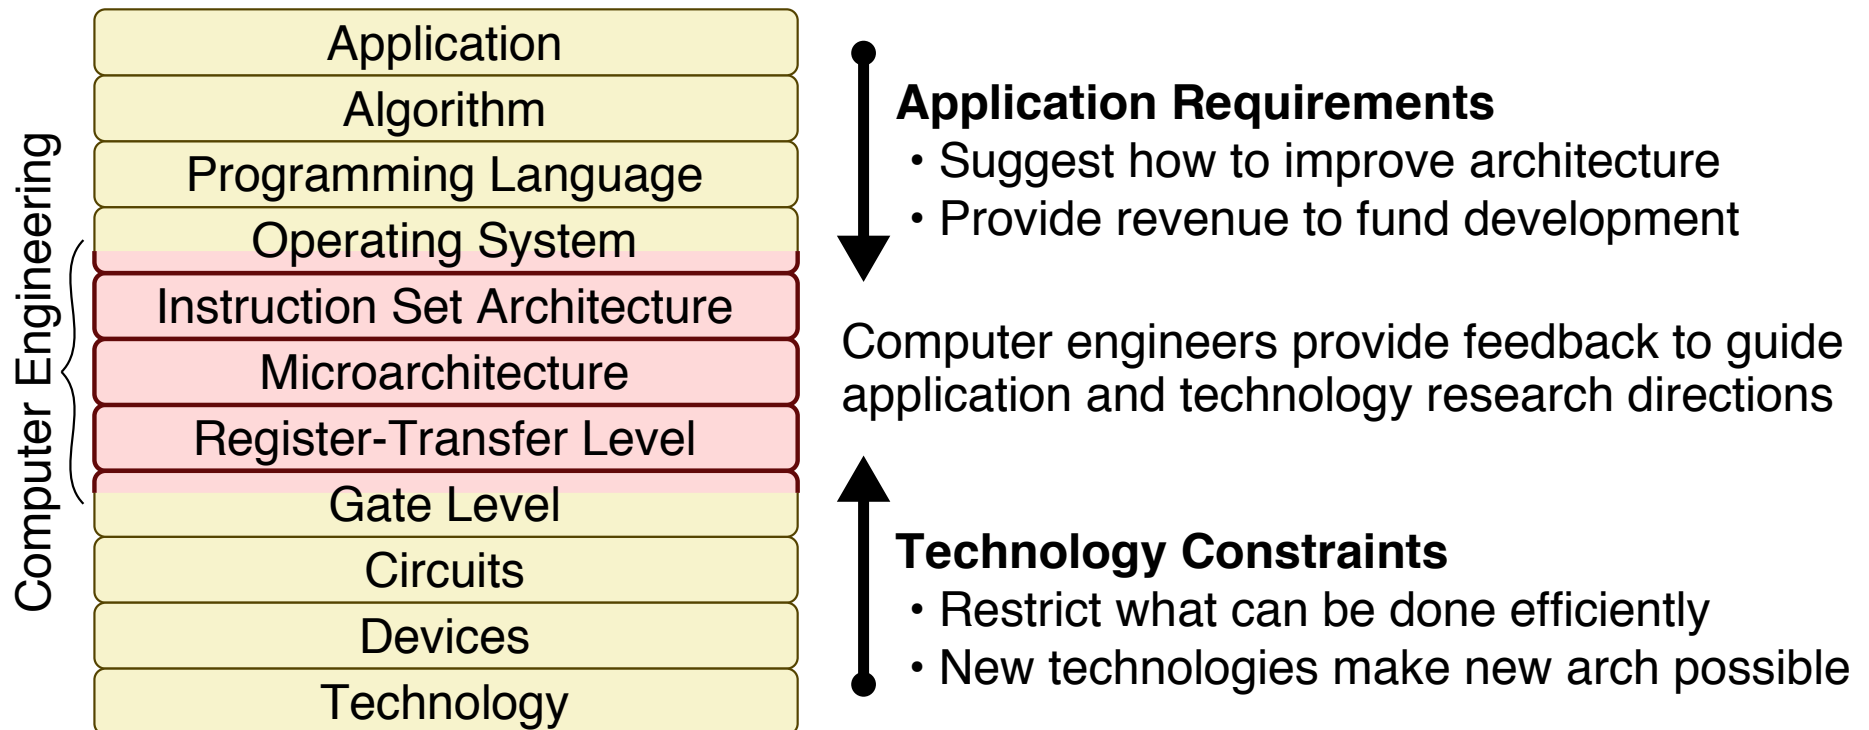 Computer Engineering
Application
Algorithm
Programming Language
Operating System
Instruction Set Architecture
Microarchitecture
Register-Transfer Level
Gate Level
Circuits
Devices
Technology
Application Requirements
• Suggest how to improve architecture
• Provide revenue to fund development
Computer engineers provide feedback to guide
application and technology research directions
Technology Constraints
• Restrict what can be done efficiently
• New technologies make new arch possible